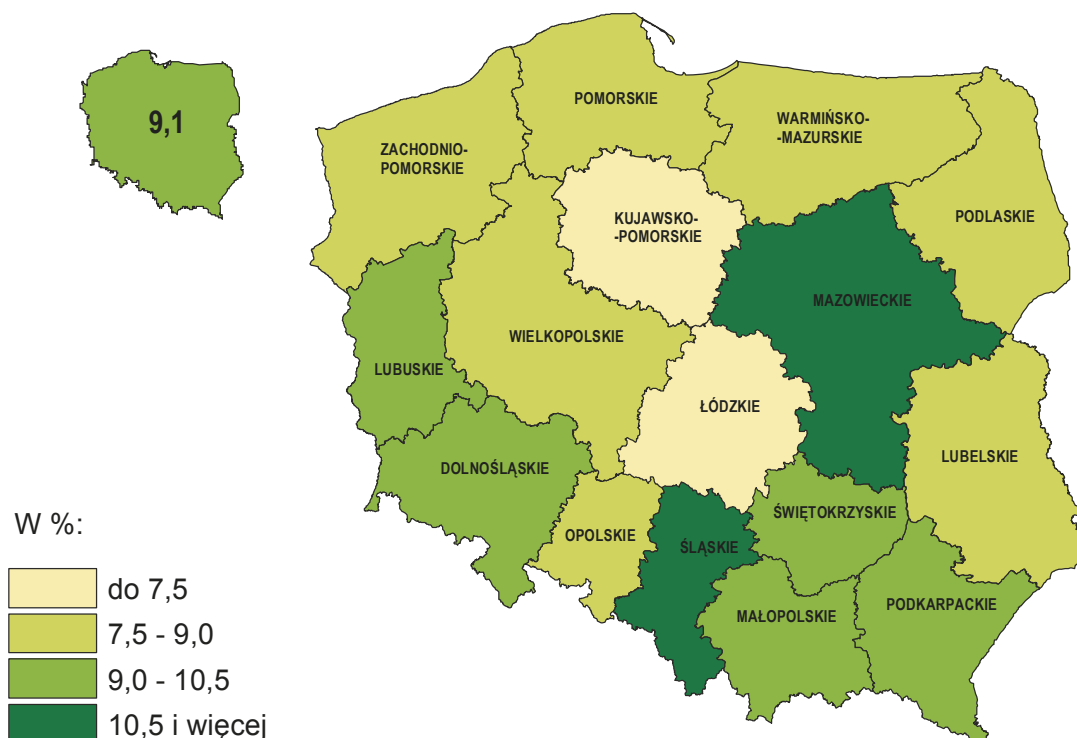 9,1
POMORSKIE
WARMIŃSKO-
-MAZURSKIE
ZACHODNIO-
POMORSKIE
KUJAWSKO-
-POMORSKIE
PODLASKIE
MAZOWIECKIE
WIELKOPOLSKIE
LUBUSKIE
ŁÓDZKIE
DOLNOŚLĄSKIE
LUBELSKIE
ŚWIĘTOKRZYSKIE
OPOLSKIE
ŚLĄSKIE
PODKARPACKIE
MAŁOPOLSKIE
W %:
do 7,5
7,5 - 9,0
9,0 - 10,5
10,5 i więcej